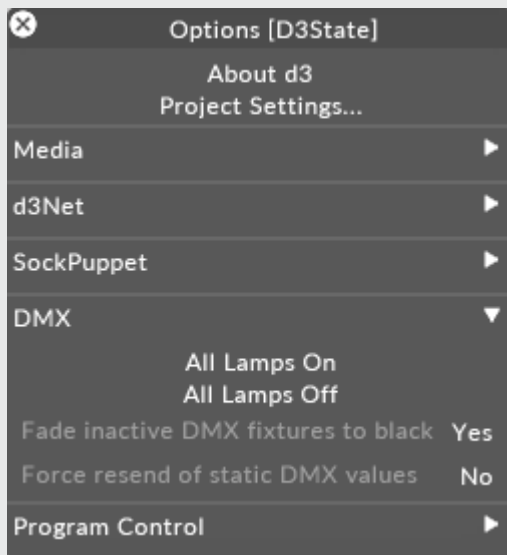 Options [D3State]
About d3
Project Settings...
Media
d3Net
SockPuppet
DMX
All Lamps On
All Lamps Off
Fade inactive DMX fixtures to black Yes
Force resend of static DMX values No
Program Control